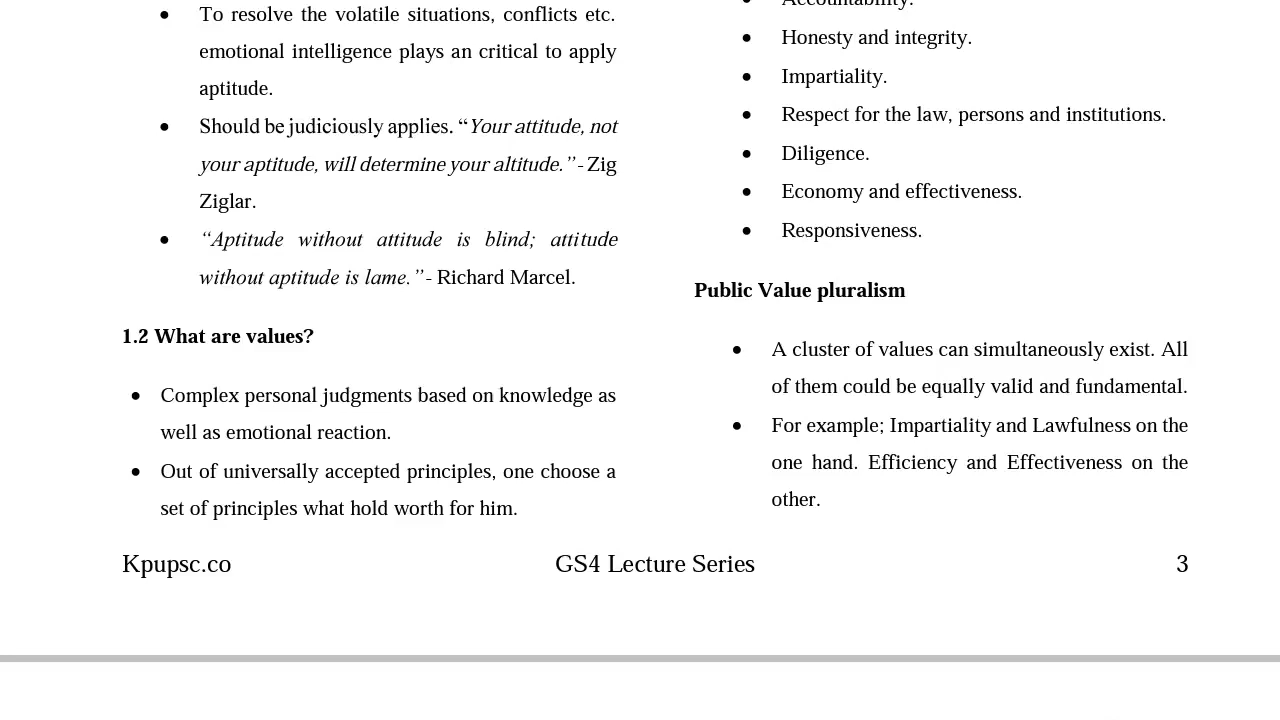 • To resolve the volatile situations, conflicts etc.
emotional intelligence plays an critical to apply
aptitude.
• Should be judiciously applies. “Your attitude, not
your aptitude, will determine your altitude.” - Zig
Ziglar.
• “Aptitude without attitude is blind; attitude
without aptitude is lame.” - Richard Marcel.
1.2 What are values?
• Complex personal judgments based on knowledge as
well as emotional reaction.
• Out of universally accepted principles, one choose a
set of principles what hold worth for him.
• Accountability.
• Honesty and integrity.
• Impartiality.
• Respect for the law, persons and institutions.
• Diligence.
• Economy and effectiveness.
• Responsiveness.
Public Value pluralism
• A cluster of values can simultaneously exist. All
of them could be equally valid and fundamental.
• For example; Impartiality and Lawfulness on the
one hand. Efficiency and Effectiveness on the
other.
Kpupsc.co GS4 Lecture Series 3